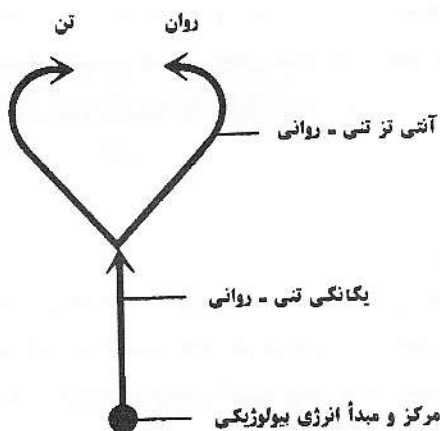 روان
تن
آنتی تز تنی - روانی
یگانگی تنی - روانی
مرکز و مبدأ انرژی بیولوژیکی